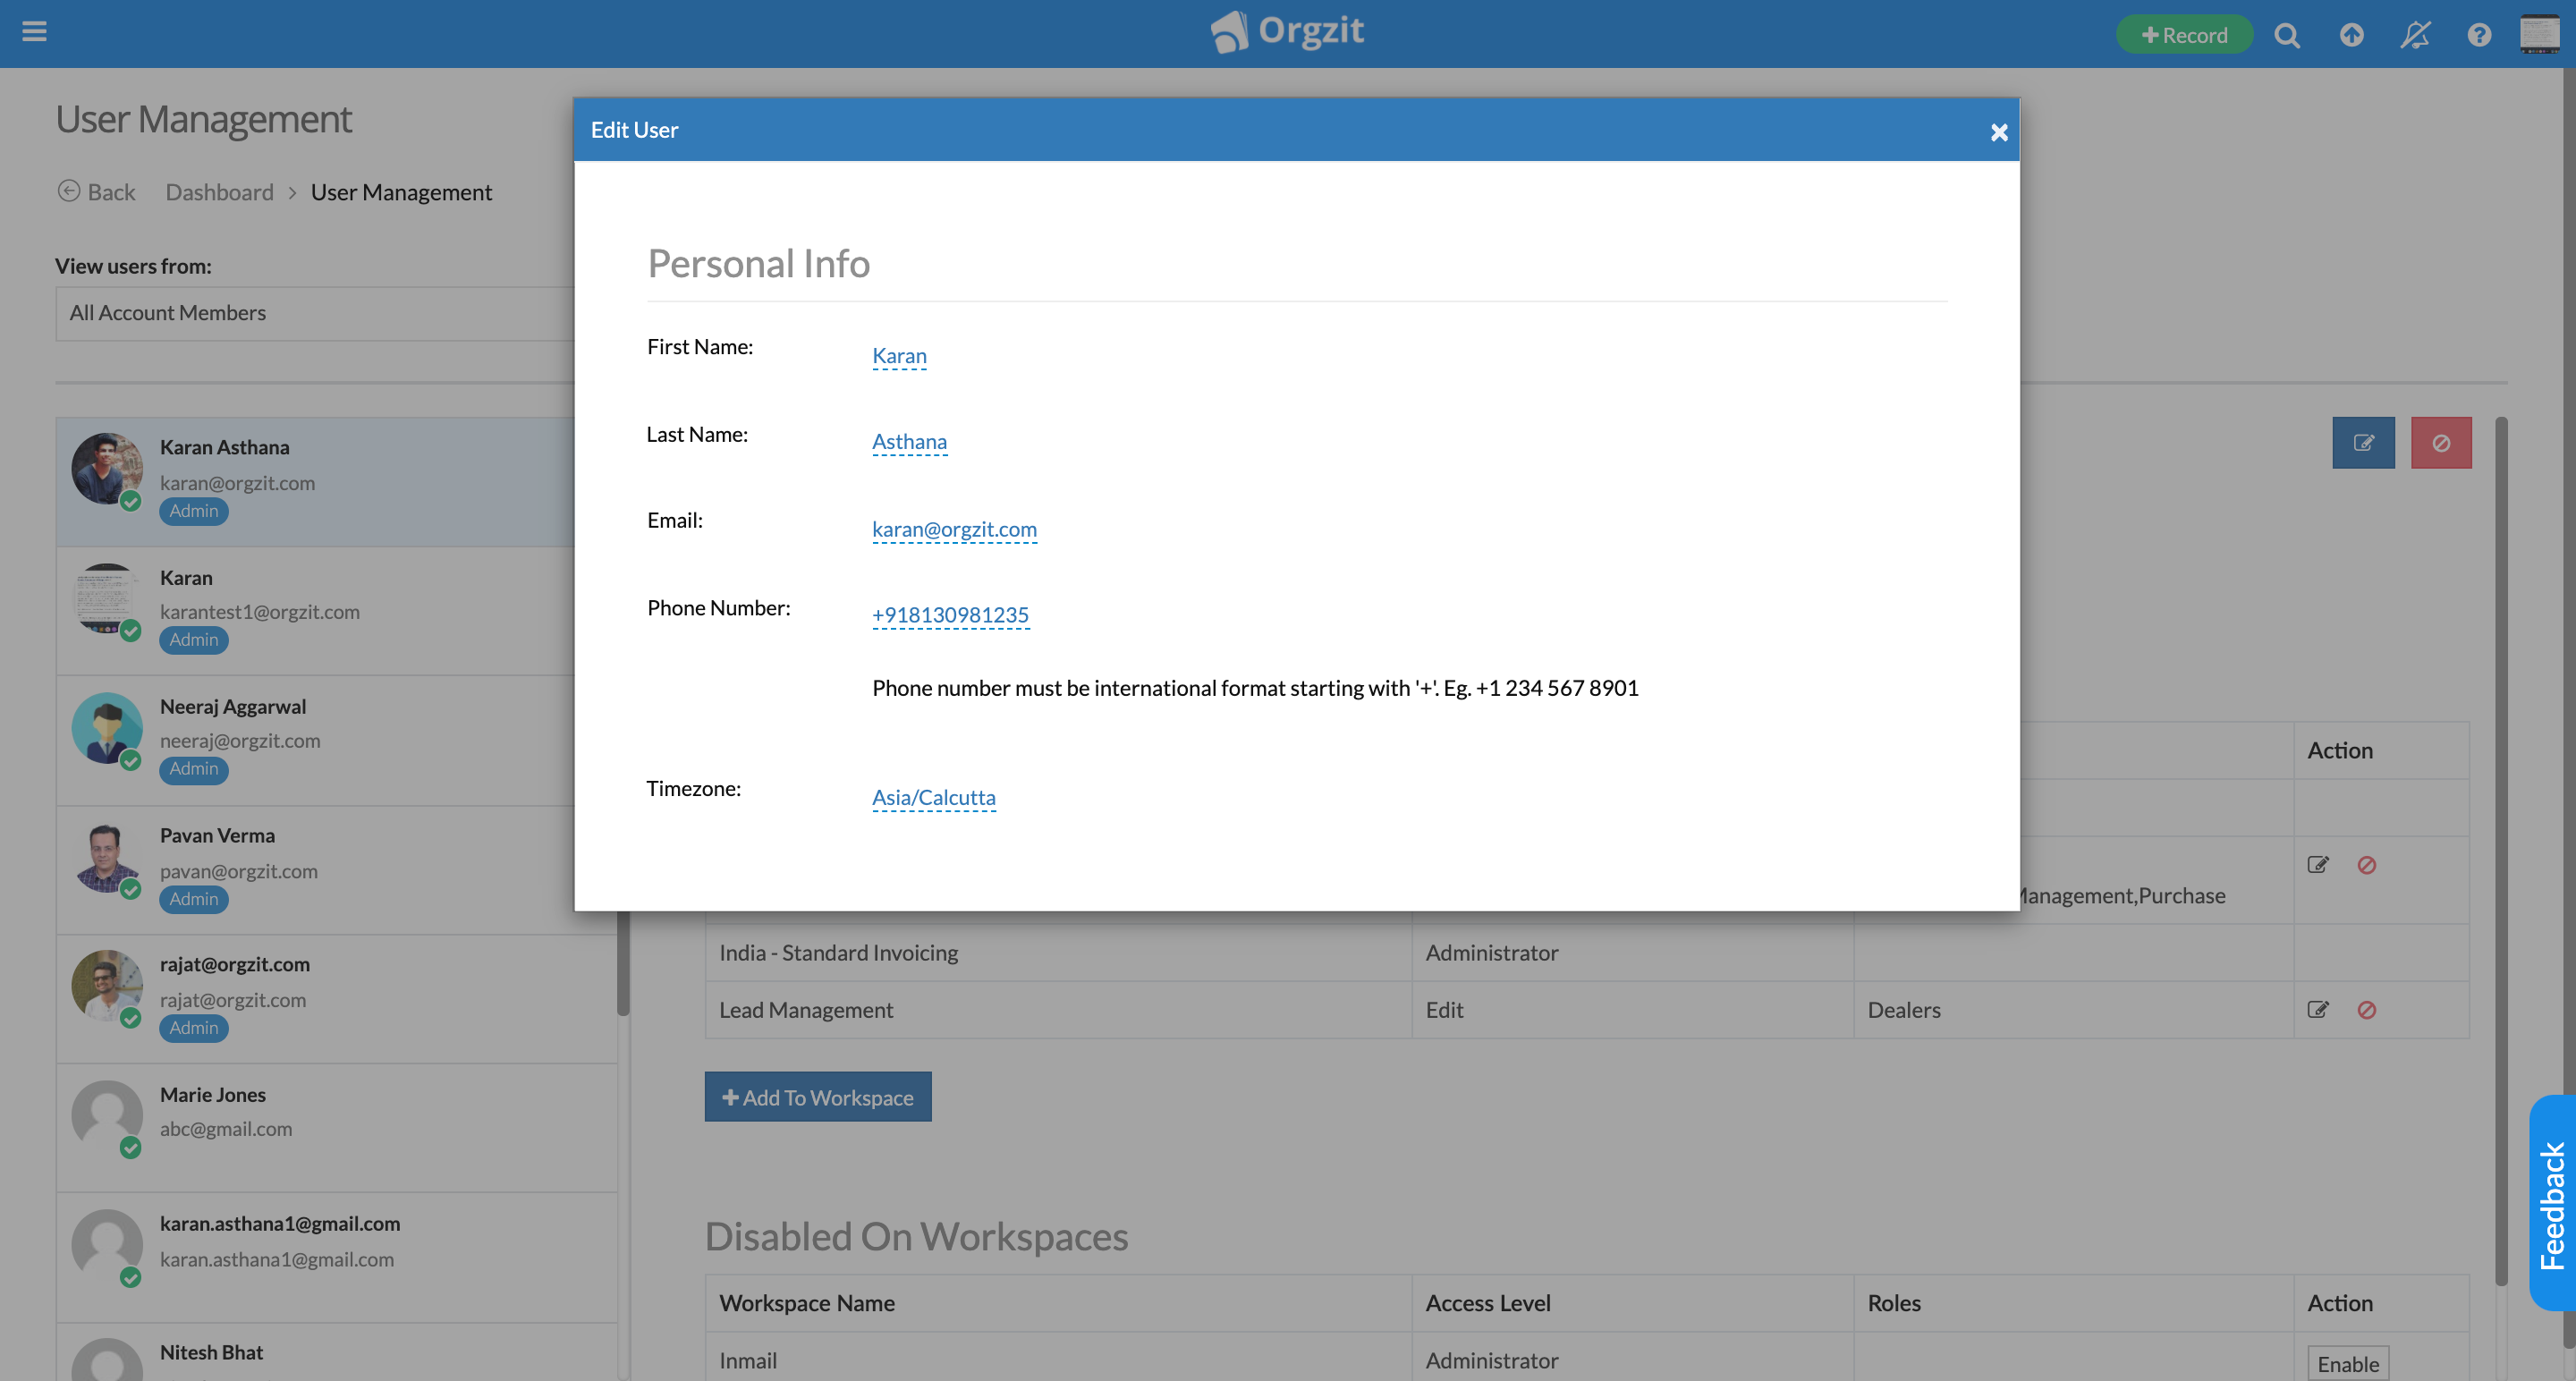 Orgzit
+ Record
User Management
Back Dashboard > User Management
View users from:
All Account Members
Karan Asthana
karan@orgzit.com
Admin
Karan
karantest1@orgzit.com
Admin
Neeraj Aggarwal
neeraj@orgzit.com
Admin
Pavan Verma
pavan@orgzit.com
Admin
rajat@orgzit.com
rajat@orgzit.com
Admin
Marie Jones
abc@gmail.com
karan.asthana1@gmail.com
karan.asthana1@gmail.com
Nitesh Bhat
Edit User
Personal Info
First Name: Karan
Last Name: Asthana
Email: karan@orgzit.com
Phone Number: +918130981235
Phone number must be international format starting with '+'. Eg. +1 234 567 8901
Timezone: Asia/Calcutta
Action
Management,Purchase
India - Standard Invoicing Administrator
Lead Management Edit Dealers
+ Add To Workspace
Disabled On Workspaces
Workspace Name Access Level Roles Action
Inmail Administrator Enable
Feedback